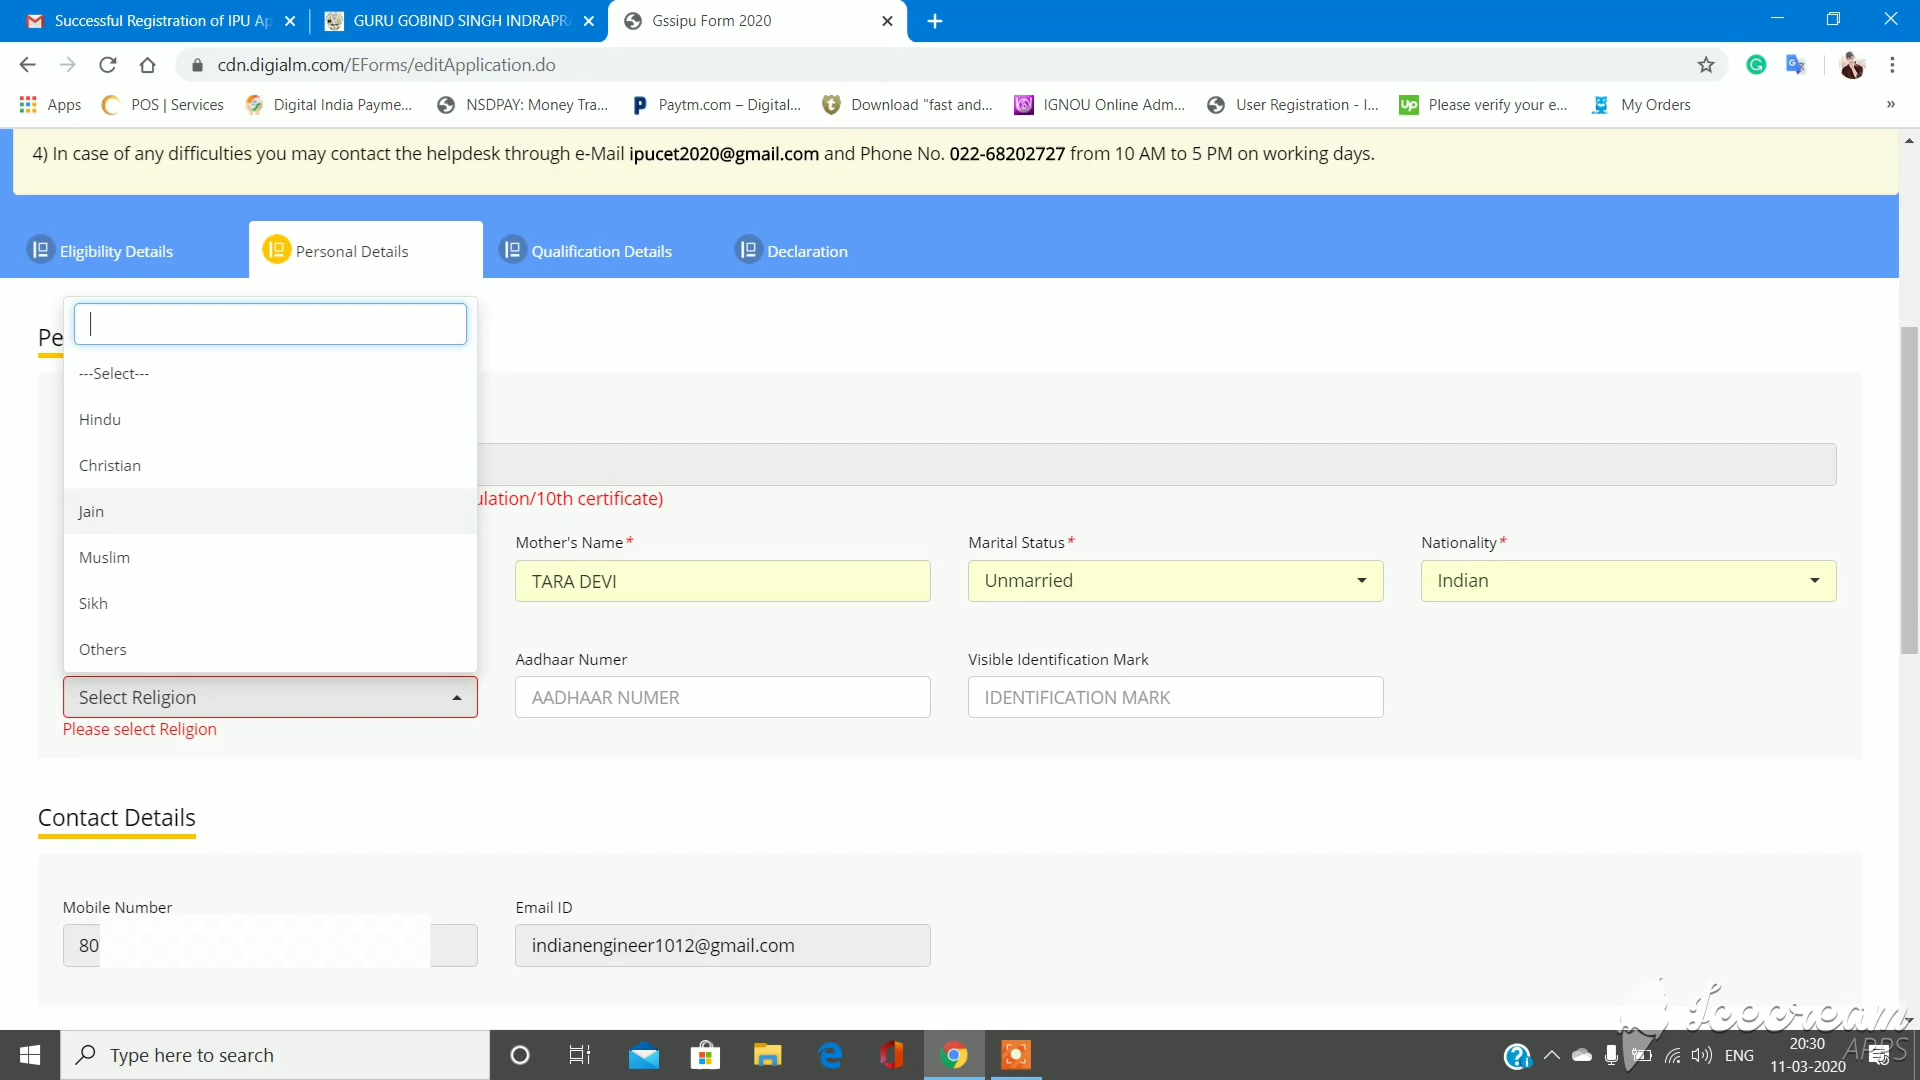 Successful Registration of IPU Ap
GURU GOBIND SINGH INDRAPR
Gssipu Form 2020
cdn.digialm.com/EForms/editApplication.do
Apps
POS | Services
Digital India Payme...
NSDPAY: Money Tra...
Paytm.com – Digital...
Download "fast and...
IGNOU Online Adm...
User Registration - I...
up
Please verify your e...
My Orders
»
4) In case of any difficulties you may contact the helpdesk through e-Mail ipucet2020@gmail.com and Phone No. 022-68202727 from 10 AM to 5 PM on working days.
Eligibility Details
Personal Details
Qualification Details
Declaration
Pe
---Select---
Hindu
Christian
Jain
Muslim
Sikh
Others
ulation/10th certificate)
Mother's Name*
Marital Status*
Nationality*
TARA DEVI
Unmarried
Indian
Aadhaar Numer
Visible Identification Mark
Select Religion
AADHAAR NUMER
IDENTIFICATION MARK
Please select Religion
Contact Details
Mobile Number
Email ID
80
indianengineer1012@gmail.com
Icecream
APPS
Type here to search
ENG
20:30
11-03-2020